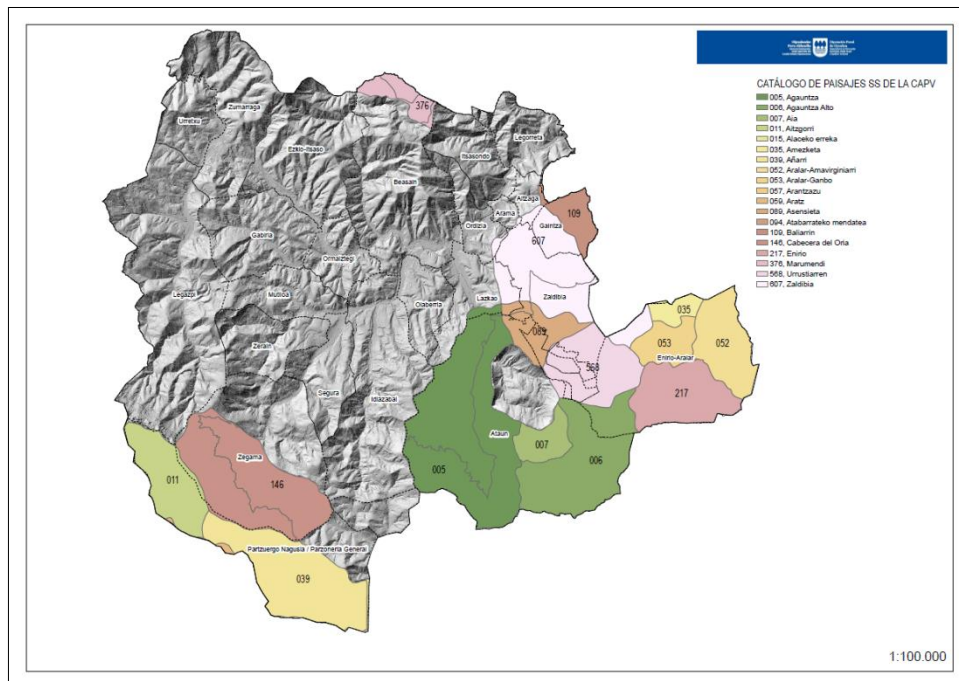 CATÁLOGO DE PAISAJES SS DE LA CAPV
005, Agauntza
006, Agauntza Alto
007, Aia
011, Aitzgorri
015, Alaceko erreka
035, Amezketa
039, Añarri
052, Aralar-Amavirginiarri
053, Aralar-Ganbo
057, Arantzazu
059, Aratz
089, Asensieta
094, Atabarrateko mendatea
109, Baliarrin
146, Cabecera del Oria
217, Enirio
376, Marumendi
568, Urrustiarren
607, Zaldibia
376
Zumarraga
Urretxu
Legorreta
Ezkio-Itsaso
Itsasondo
Beasain
Altzaga
Arama
109
Gaintza
Ordizia
607
Gabiria
Ormaiztegi
Legazpi
Mutiloa
Olaberria
Lazkao
Zaldibia
035
089
053
052
Zerain
Enirio-Aralar
568
217
Segura
Idiazabal
Ataun
007
Zegama
005
006
011
146
Partzuergo Nagusia / Parzonería General
039
1:100.000